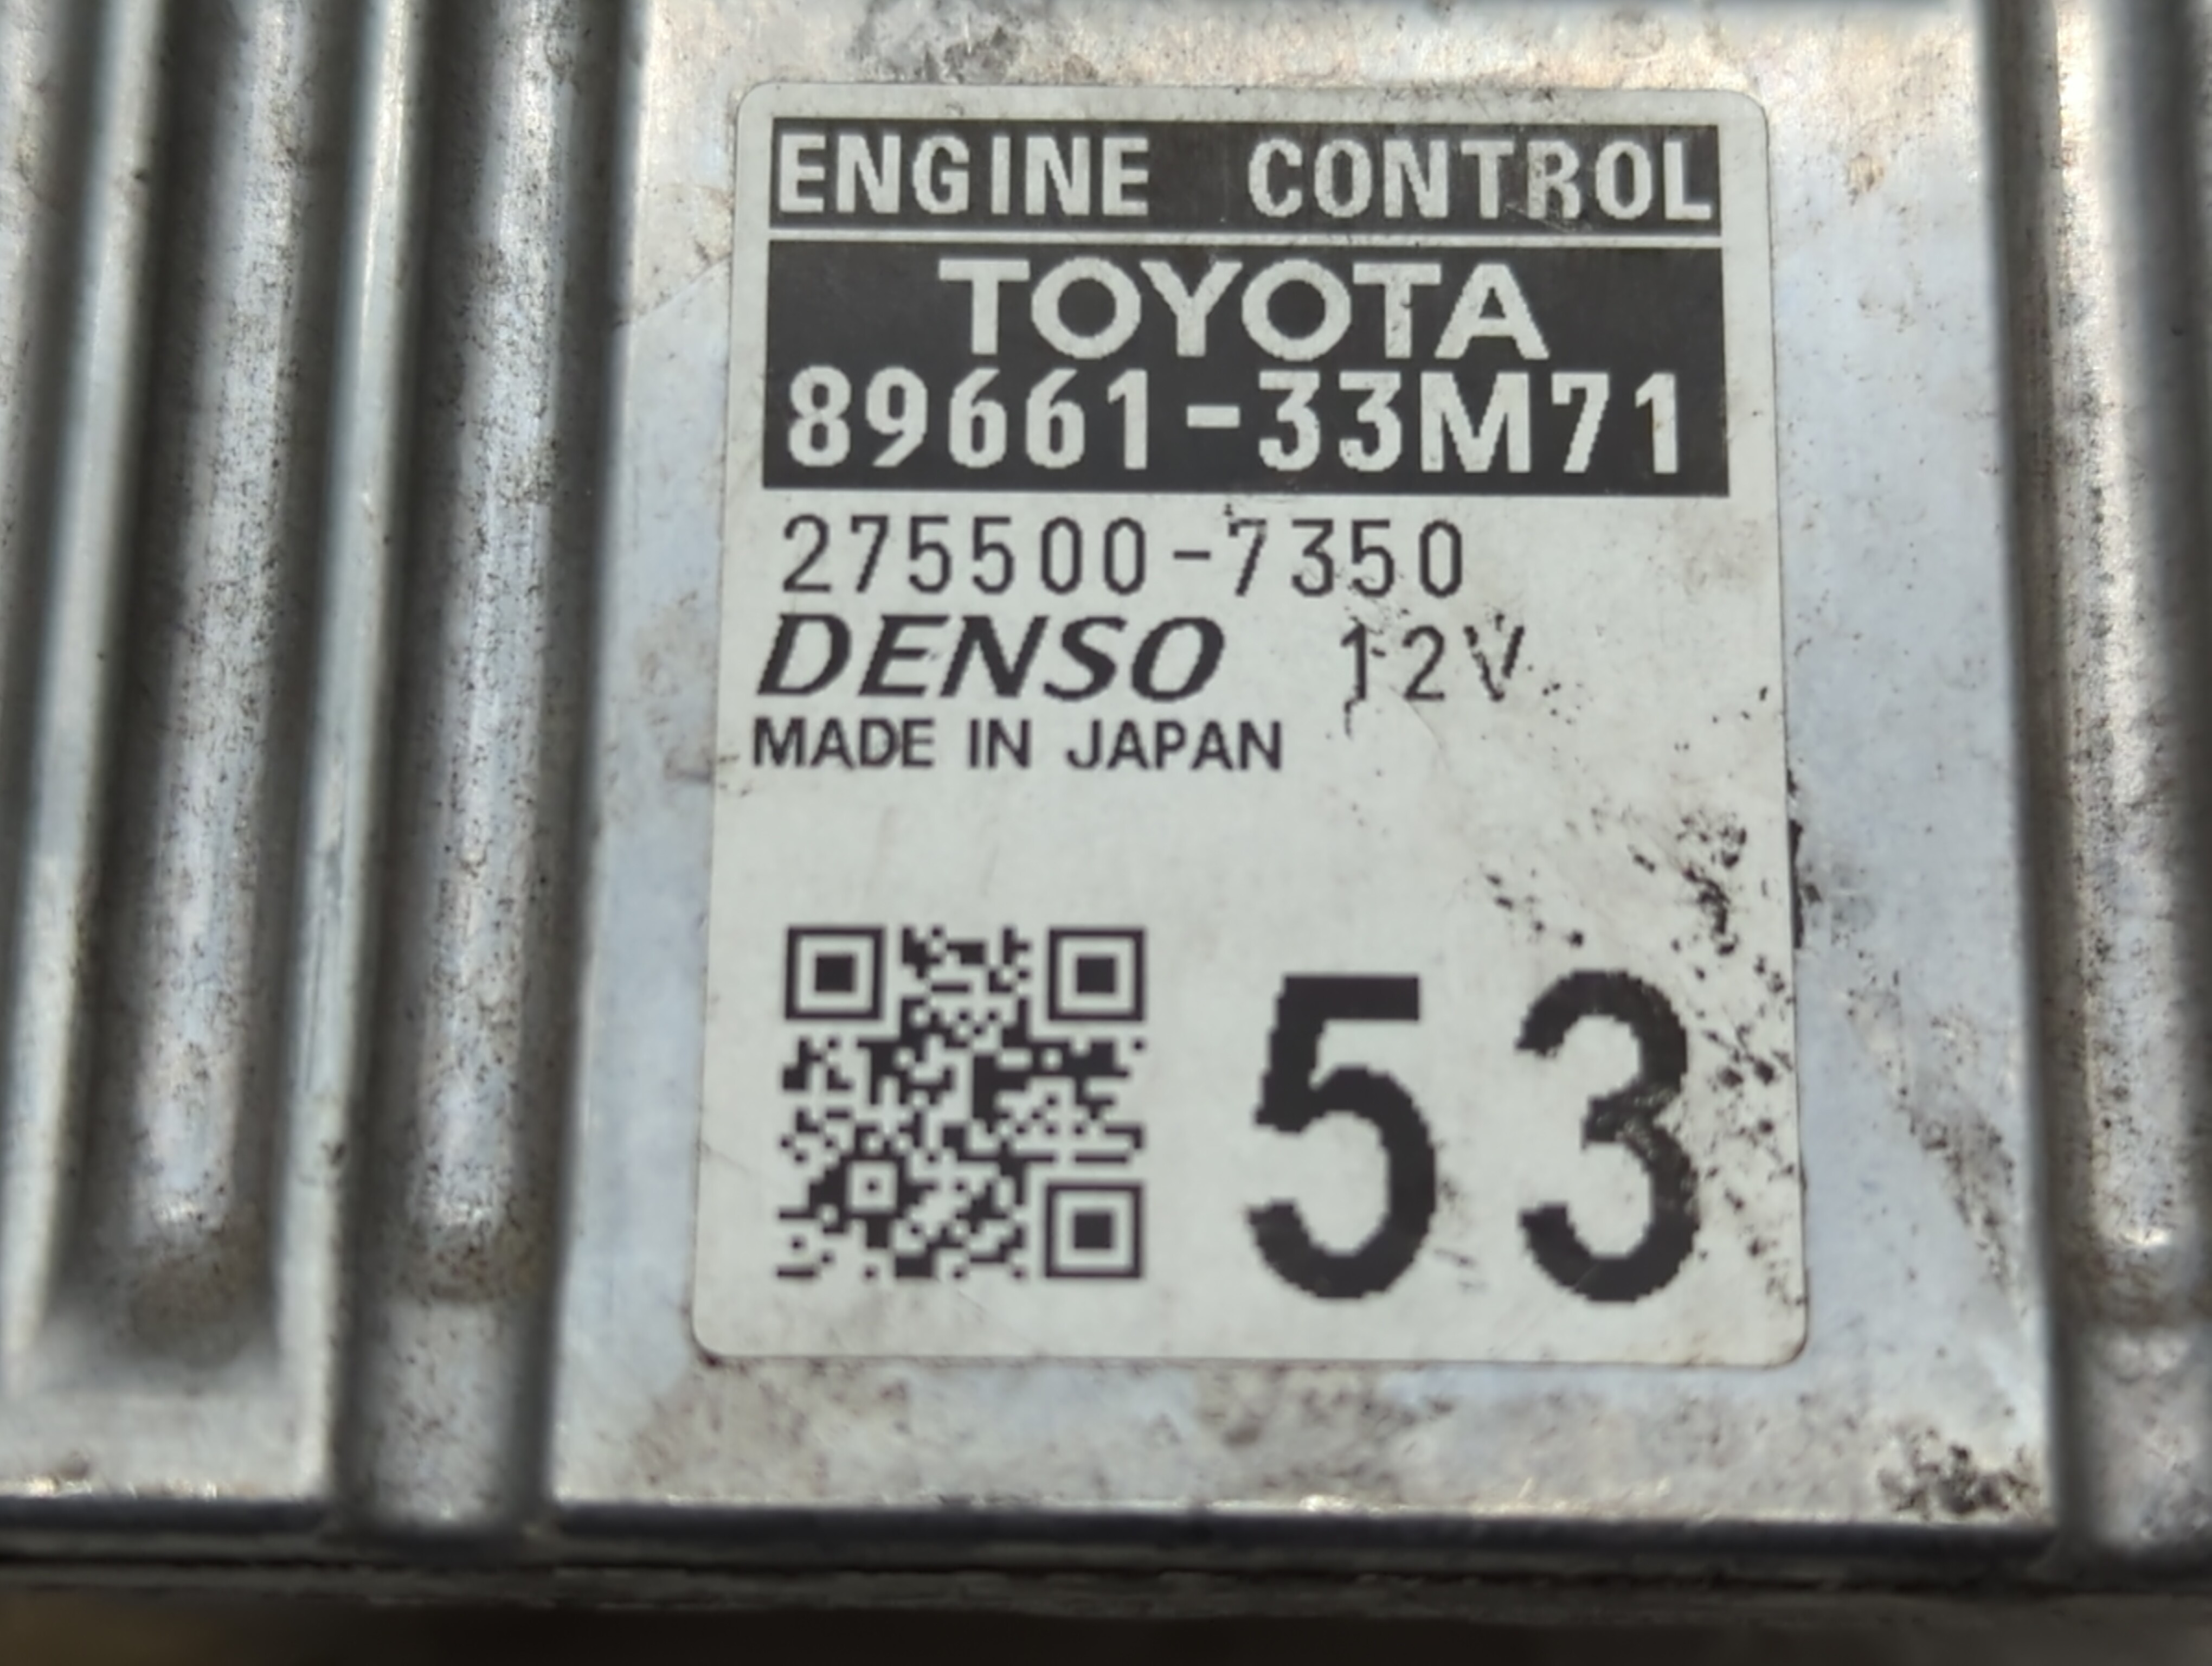 ENGINE CONTROL
TOYOTA
89661-33M71
275500-7350
DENSO 12V
MADE IN JAPAN
53